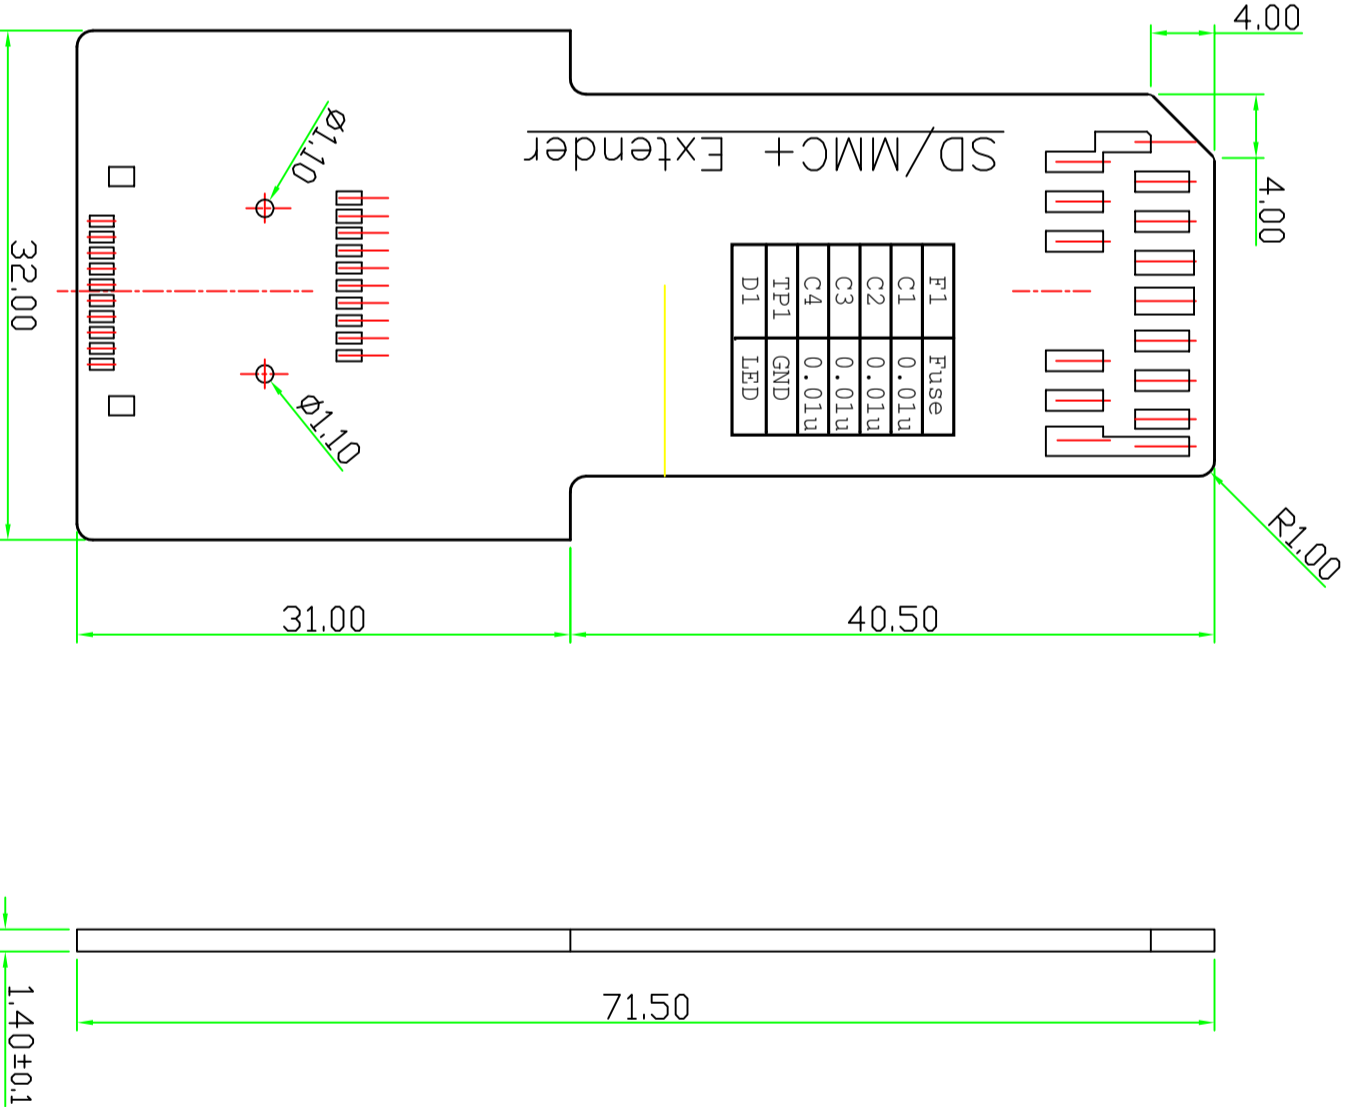 4.00
4.00
SD/MMC+ Extender
Ø1.10
Ø1.10
32.00
F1 Fuse
C1 0.01u
C2 0.01u
C3 0.01u
C4 0.01u
TP1 GND
D1 LED
R1.00
31.00
40.50
71.50
1.40±0.1